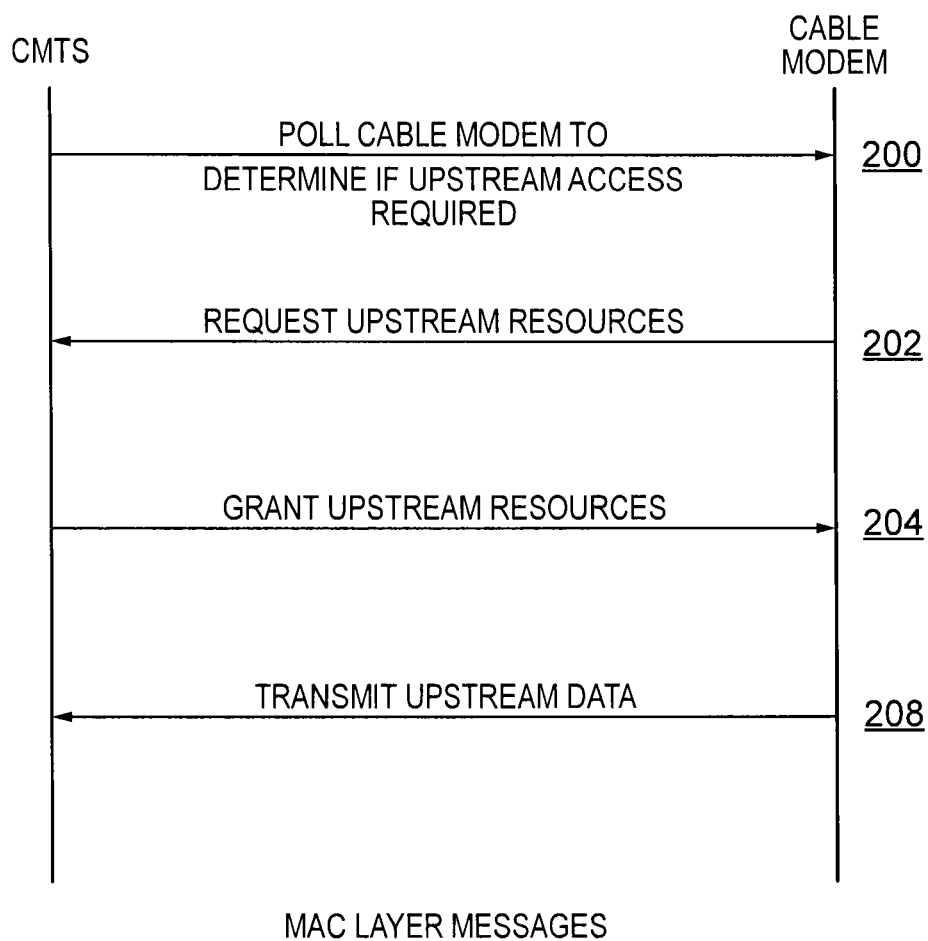 CMTS
CABLE
MODEM
POLL CABLE MODEM TO
DETERMINE IF UPSTREAM ACCESS
REQUIRED
200
REQUEST UPSTREAM RESOURCES
202
GRANT UPSTREAM RESOURCES
204
TRANSMIT UPSTREAM DATA
208
MAC LAYER MESSAGES